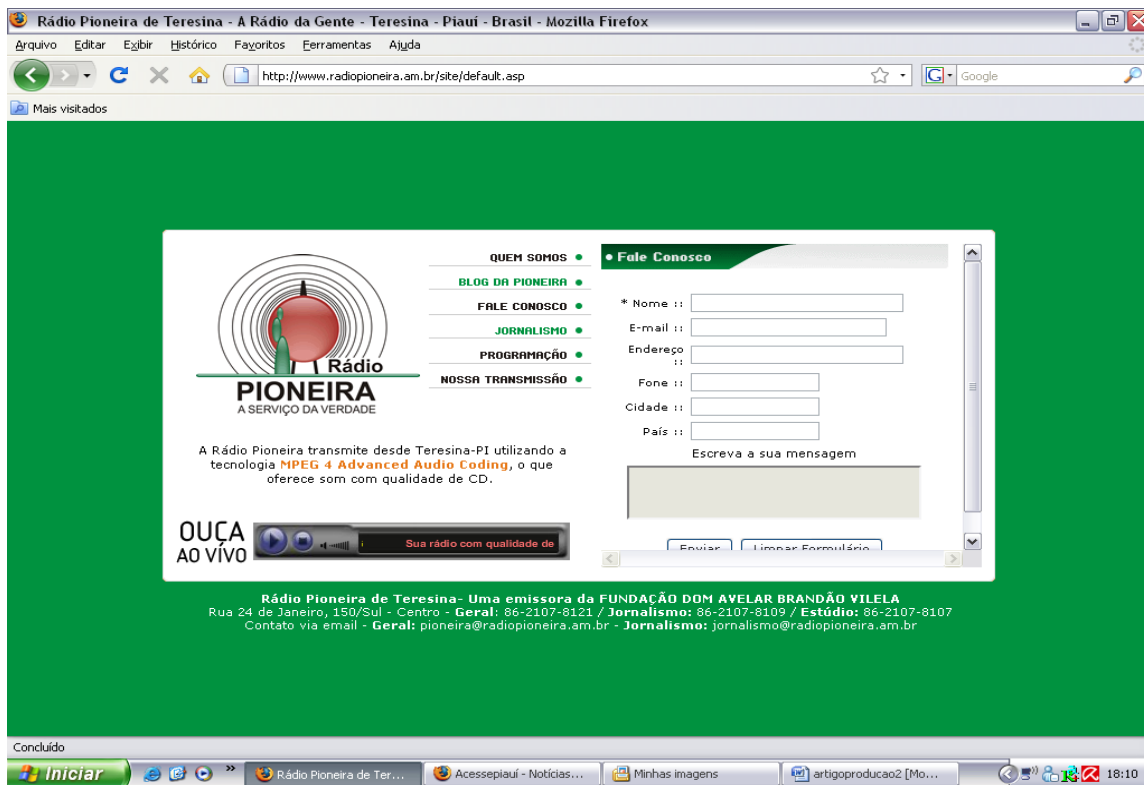 Rádio Pioneira de Teresina - A Rádio da Gente - Teresina - Piauí - Brasil - Mozilla Firefox
Arquivo Editar Exibir Histórico Favoritos Ferramentas Ajuda
http://www.radiopioneira.am.br/site/default.asp
G
Google
Mais visitados
Rádio
PIONEIRA
A SERVIÇO DA VERDADE
QUEM SOMOS
BLOG DA PIONEIRA
FALE CONOSCO
JORNALISMO
PROGRAMAÇÃO
NOSSA TRANSMISSÃO
A Rádio Pioneira transmite desde Teresina-PI utilizando a
tecnologia MPEG 4 Advanced Audio Coding, o que
oferece som com qualidade de CD.
OUÇA
AO VÍVO
Sua rádio com qualidade de
Fale Conosco
* Nome ::
E-mail ::
Endereço
::
Fone ::
Cidade ::
País ::
Escreva a sua mensagem
Enviar Limpar Formulário
Rádio Pioneira de Teresina- Uma emissora da FUNDAÇÃO DOM AVELAR BRANDÃO VILELA
Rua 24 de Janeiro, 150/Sul - Centro - Geral: 86-2107-8121 / Jornalismo: 86-2107-8109 / Estúdio: 86-2107-8107
Contato via email - Geral: pioneira@radiopioneira.am.br - Jornalismo: jornalismo@radiopioneira.am.br
Concluído
Iniciar
Rádio Pioneira de Ter...
Acessepiauí - Notícias...
Minhas imagens
artigoproducao2 [Mo...
18:10